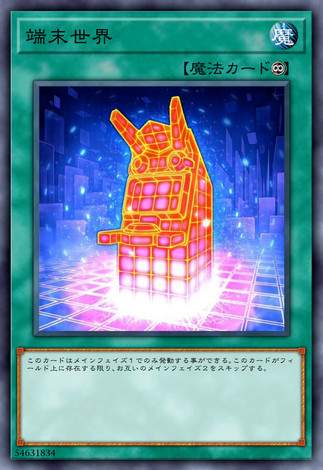 端末世界
魔
【魔法カード♾】
このカードはメインフェイズ１でのみ発動する事ができる。このカードがフィ
ールド上に存在する限り、お互いのメインフェイズ２をスキップする。
54631834